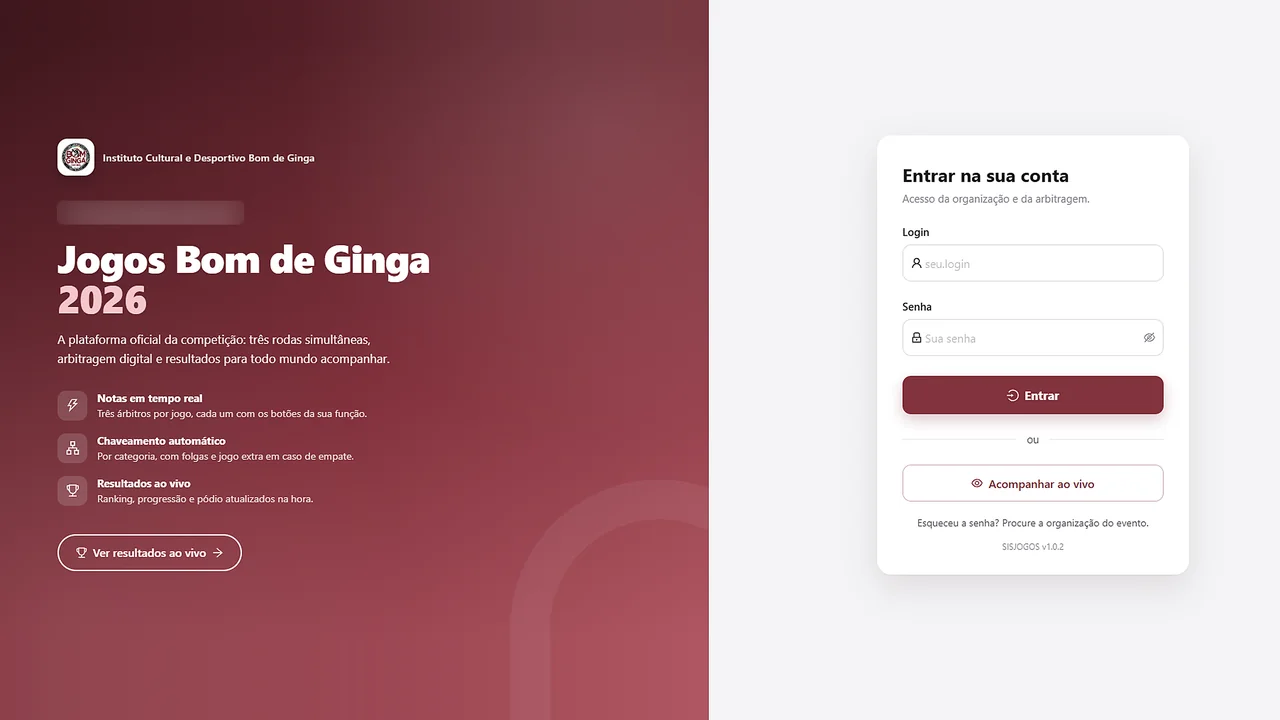 BOM
GINGA
Instituto Cultural e Desportivo Bom de Ginga
Jogos Bom de Ginga
2026
A plataforma oficial da competição: três rodas simultâneas,
arbitragem digital e resultados para todo mundo acompanhar.
Notas em tempo real
Três árbitros por jogo, cada um com os botões da sua função.
Chaveamento automático
Por categoria, com folgas e jogo extra em caso de empate.
Resultados ao vivo
Ranking, progressão e pódio atualizados na hora.
Ver resultados ao vivo
Entrar na sua conta
Acesso da organização e da arbitragem.
Login
seu.login
Senha
Sua senha
Entrar
ou
Acompanhar ao vivo
Esqueceu a senha? Procure a organização do evento.
SISJOGOS v1.0.2